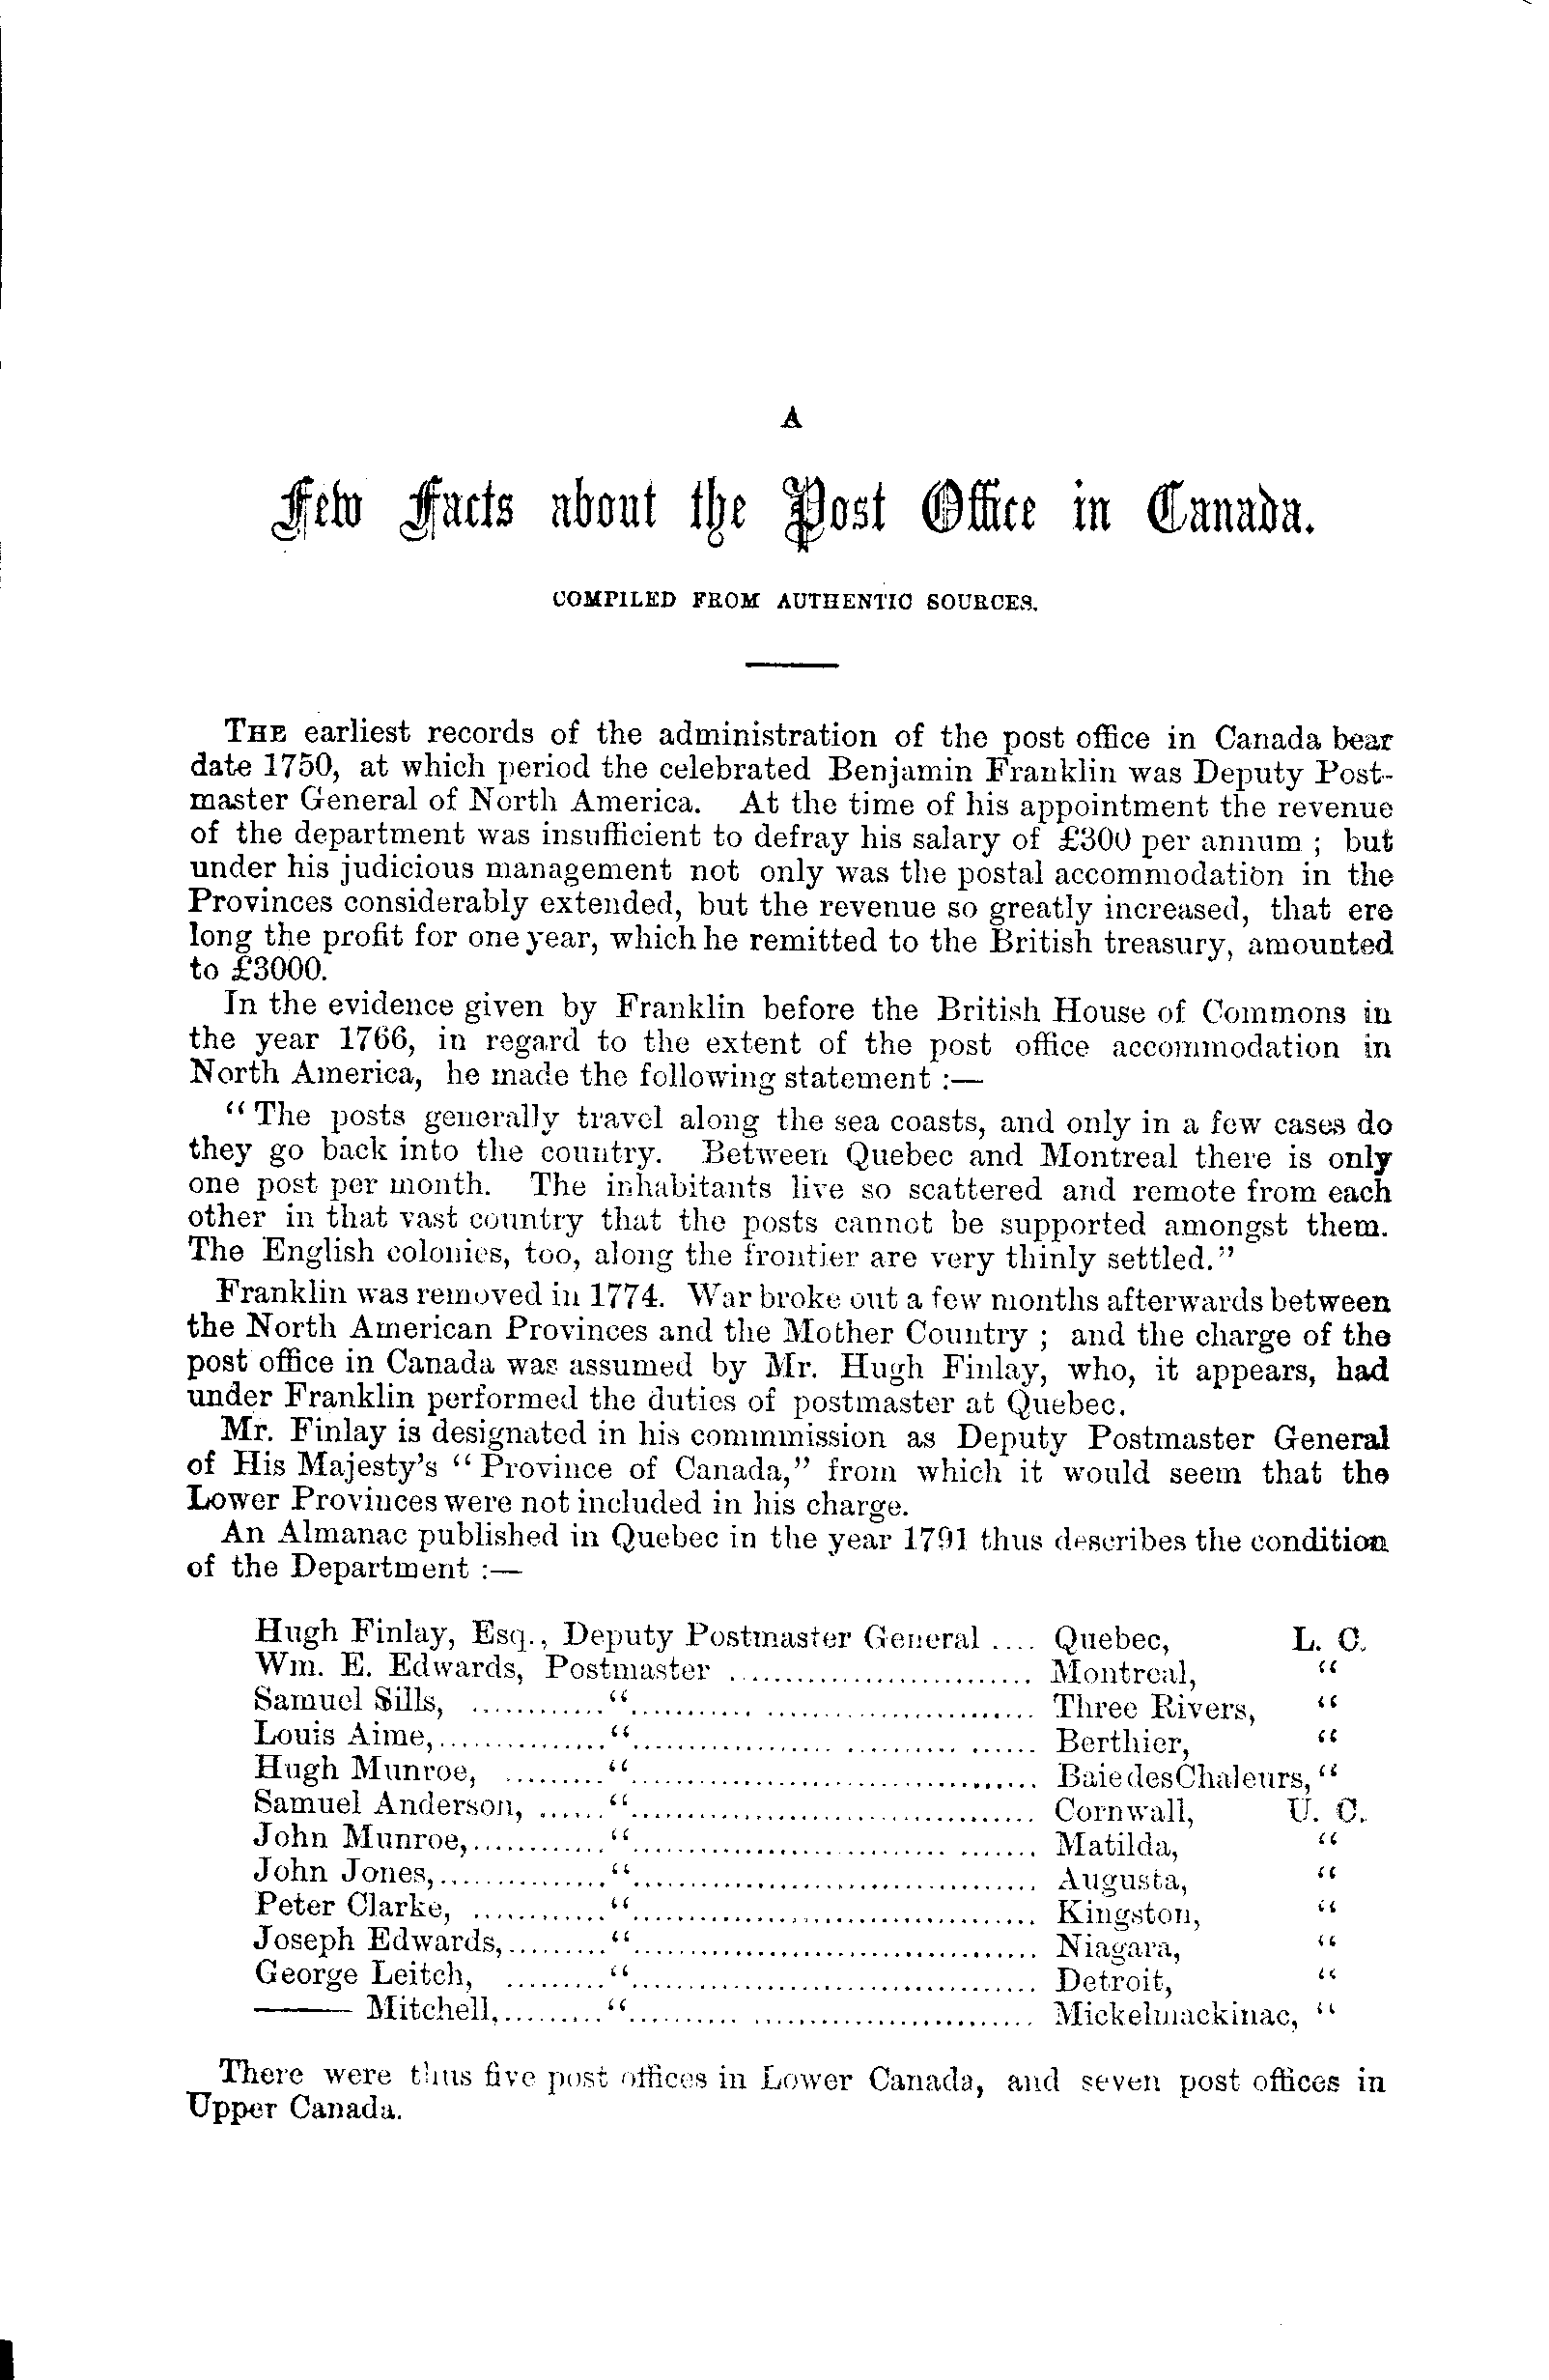 A
Few Facts about the Post Office in Canada.
COMPILED FROM AUTHENTIC SOURCES.
THE earliest records of the administration of the post office in Canada bear
date 1750, at which period the celebrated Benjamin Franklin was Deputy Post-
master General of North America. At the time of his appointment the revenue
of the department was insufficient to defray his salary of £300 per annum ; but
under his judicious management not only was the postal accommodation in the
Provinces considerably extended, but the revenue so greatly increased, that ere
long the profit for one year, which he remitted to the British treasury, amounted
to £3000.
In the evidence given by Franklin before the British House of Commons in
the year 1766, in regard to the extent of the post office accommodation in
North America, he made the following statement :—
"The posts generally travel along the sea coasts, and only in a few cases do
they go back into the country. Between Quebec and Montreal there is only
one post per month. The inhabitants live so scattered and remote from each
other in that vast country that the posts cannot be supported amongst them.
The English colonies, too, along the frontier are very thinly settled."
Franklin was removed in 1774. War broke out a few months afterwards between
the North American Provinces and the Mother Country ; and the charge of the
post office in Canada was assumed by Mr. Hugh Finlay, who, it appears, had
under Franklin performed the duties of postmaster at Quebec.
Mr. Finlay is designated in his commmission as Deputy Postmaster General
of His Majesty's "Province of Canada," from which it would seem that the
Lower Provinces were not included in his charge.
An Almanac published in Quebec in the year 1791 thus describes the condition
of the Department :—
Hugh Finlay, Esq., Deputy Postmaster General .... Quebec, L. C.
Wm. E. Edwards, Postmaster ........................... Montreal, "
Samuel Sills, ............"................................... Three Rivers, "
Louis Aime,..............."................................... Berthier, "
Hugh Munroe, ........."................................... Baie des Chaleurs, "
Samuel Anderson, ......"................................... Cornwall, U. C.
John Munroe,............"................................... Matilda, "
John Jones,..............."................................... Augusta, "
Peter Clarke, ............"................................... Kingston, "
Joseph Edwards,........."................................... Niagara, "
George Leitch, ........."................................... Detroit, "
——— Mitchell,........."................................... Mickelmackinac, "
There were thus five post offices in Lower Canada, and seven post offices in
Upper Canada.